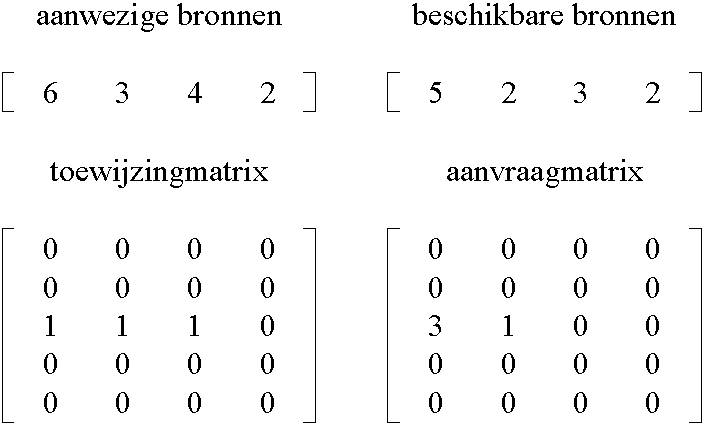 aanwezige bronnen beschikbare bronnen
6 3 4 2 5 2 3 2
toewijzingmatrix aanvraagmatrix
0 0 0 0 0 0 0 0
0 0 0 0 0 0 0 0
1 1 1 0 3 1 0 0
0 0 0 0 0 0 0 0
0 0 0 0 0 0 0 0